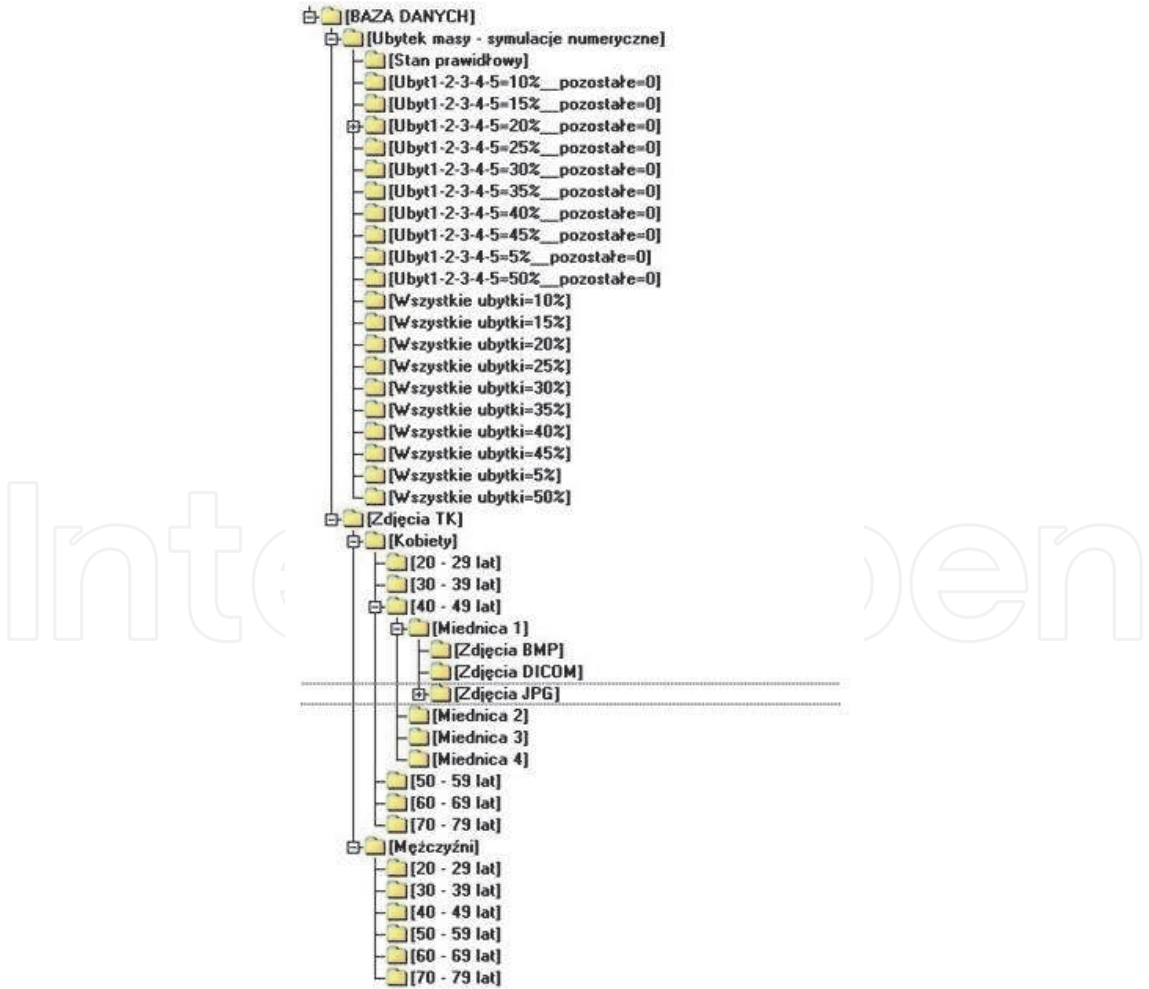 [BAZA DANYCH]
[Ubytek masy - symulacje numeryczne]
[Stan prawidłowy]
[Ubyt1-2-3-4-5=10%__pozostałe=0]
[Ubyt1-2-3-4-5=15%__pozostałe=0]
[Ubyt1-2-3-4-5=20%__pozostałe=0]
[Ubyt1-2-3-4-5=25%__pozostałe=0]
[Ubyt1-2-3-4-5=30%__pozostałe=0]
[Ubyt1-2-3-4-5=35%__pozostałe=0]
[Ubyt1-2-3-4-5=40%__pozostałe=0]
[Ubyt1-2-3-4-5=45%__pozostałe=0]
[Ubyt1-2-3-4-5=5%__pozostałe=0]
[Ubyt1-2-3-4-5=50%__pozostałe=0]
[Wszystkie ubytki=10%]
[Wszystkie ubytki=15%]
[Wszystkie ubytki=20%]
[Wszystkie ubytki=25%]
[Wszystkie ubytki=30%]
[Wszystkie ubytki=35%]
[Wszystkie ubytki=40%]
[Wszystkie ubytki=45%]
[Wszystkie ubytki=5%]
[Wszystkie ubytki=50%]
[Zdjęcia TK]
[Kobiety]
[20 - 29 lat]
[30 - 39 lat]
[40 - 49 lat]
[Miednica 1]
[Zdjęcia BMP]
[Zdjęcia DICOM]
[Zdjęcia JPG]
[Miednica 2]
[Miednica 3]
[Miednica 4]
[50 - 59 lat]
[60 - 69 lat]
[70 - 79 lat]
[Mężczyźni]
[20 - 29 lat]
[30 - 39 lat]
[40 - 49 lat]
[50 - 59 lat]
[60 - 69 lat]
[70 - 79 lat]